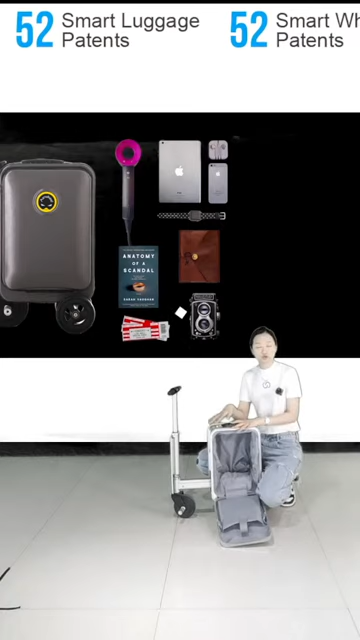 52 Smart Luggage
Patents
52 Smart Wh
Patents
ANATOMY
OF A
SCANDAL
SARAH VAUGHAN